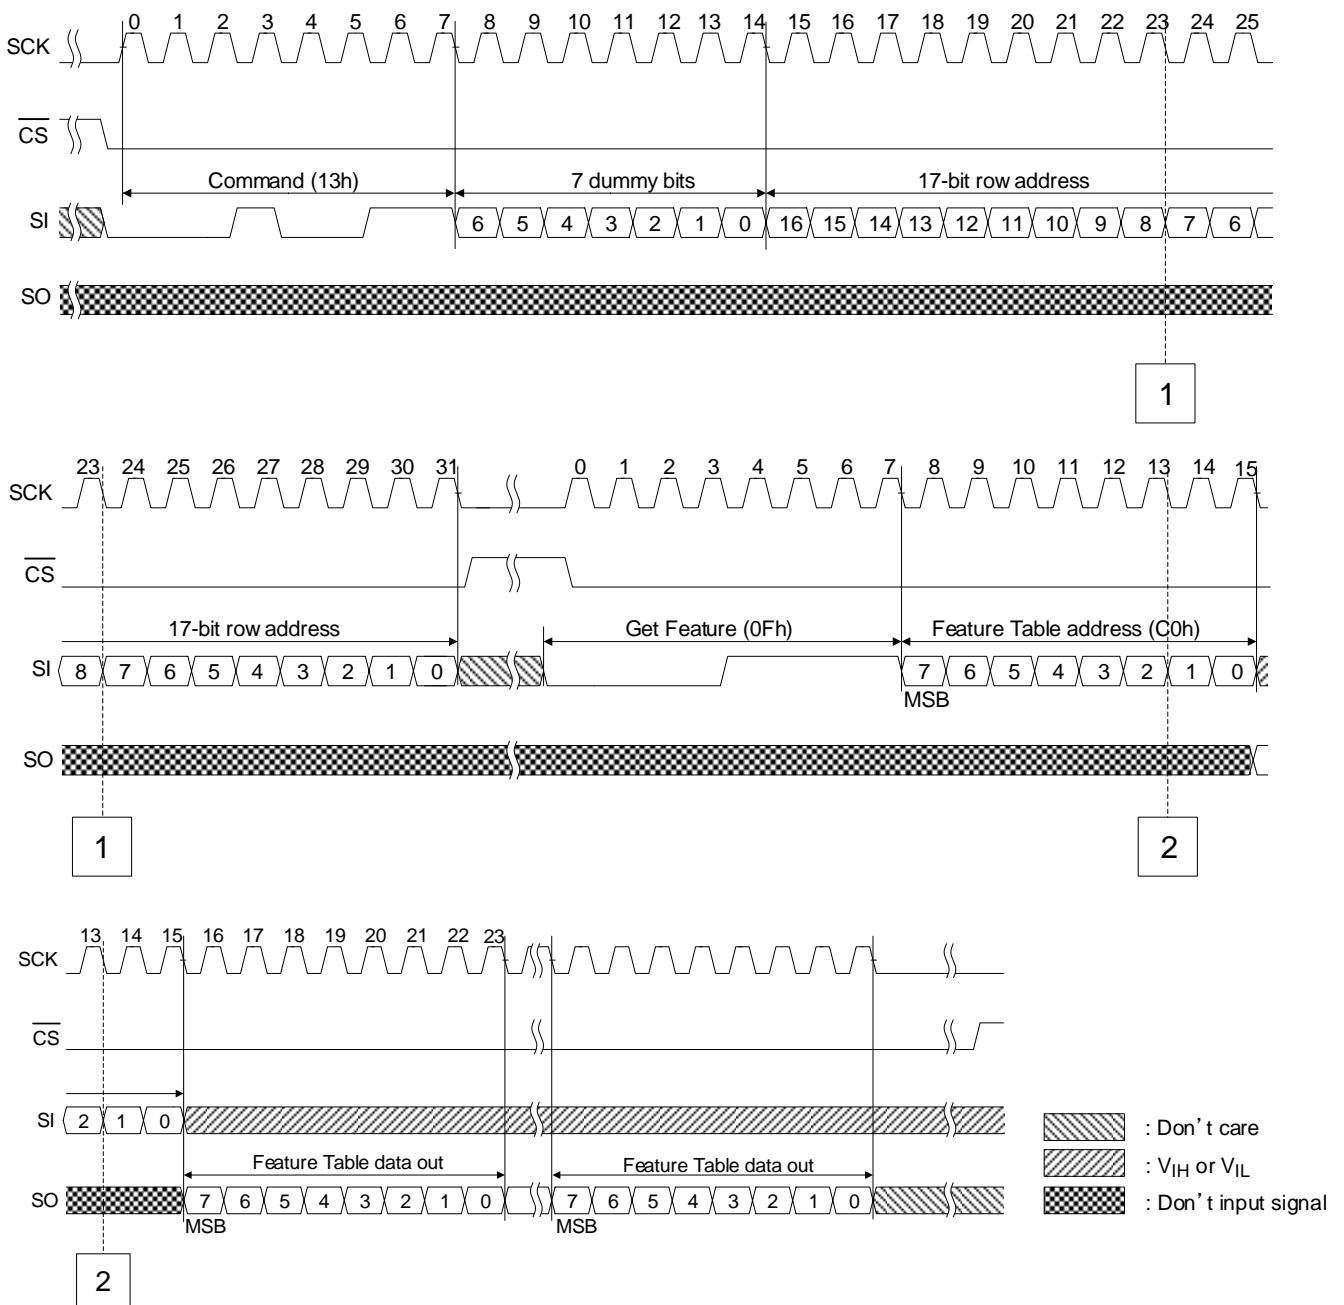 0 1 2 3 4 5 6 7 8 9 10 11 12 13 14 15 16 17 18 19 20 21 22 23 24 25
SCK
CS
Command (13h) 7 dummy bits 17-bit row address
SI 6 5 4 3 2 1 0 16 15 14 13 12 11 10 9 8 7 6
SO
1
23 24 25 26 27 28 29 30 31 0 1 2 3 4 5 6 7 8 9 10 11 12 13 14 15
SCK
CS
17-bit row address Get Feature (0Fh) Feature Table address (C0h)
SI 8 7 6 5 4 3 2 1 0 7 6 5 4 3 2 1 0
MSB
SO
1 2
13 14 15 16 17 18 19 20 21 22 23
SCK
CS
SI 2 1 0
: Don't care
Feature Table data out Feature Table data out
: VIH or VIL
SO 7 6 5 4 3 2 1 0 7 6 5 4 3 2 1 0
: Don't input signal
MSB MSB
2